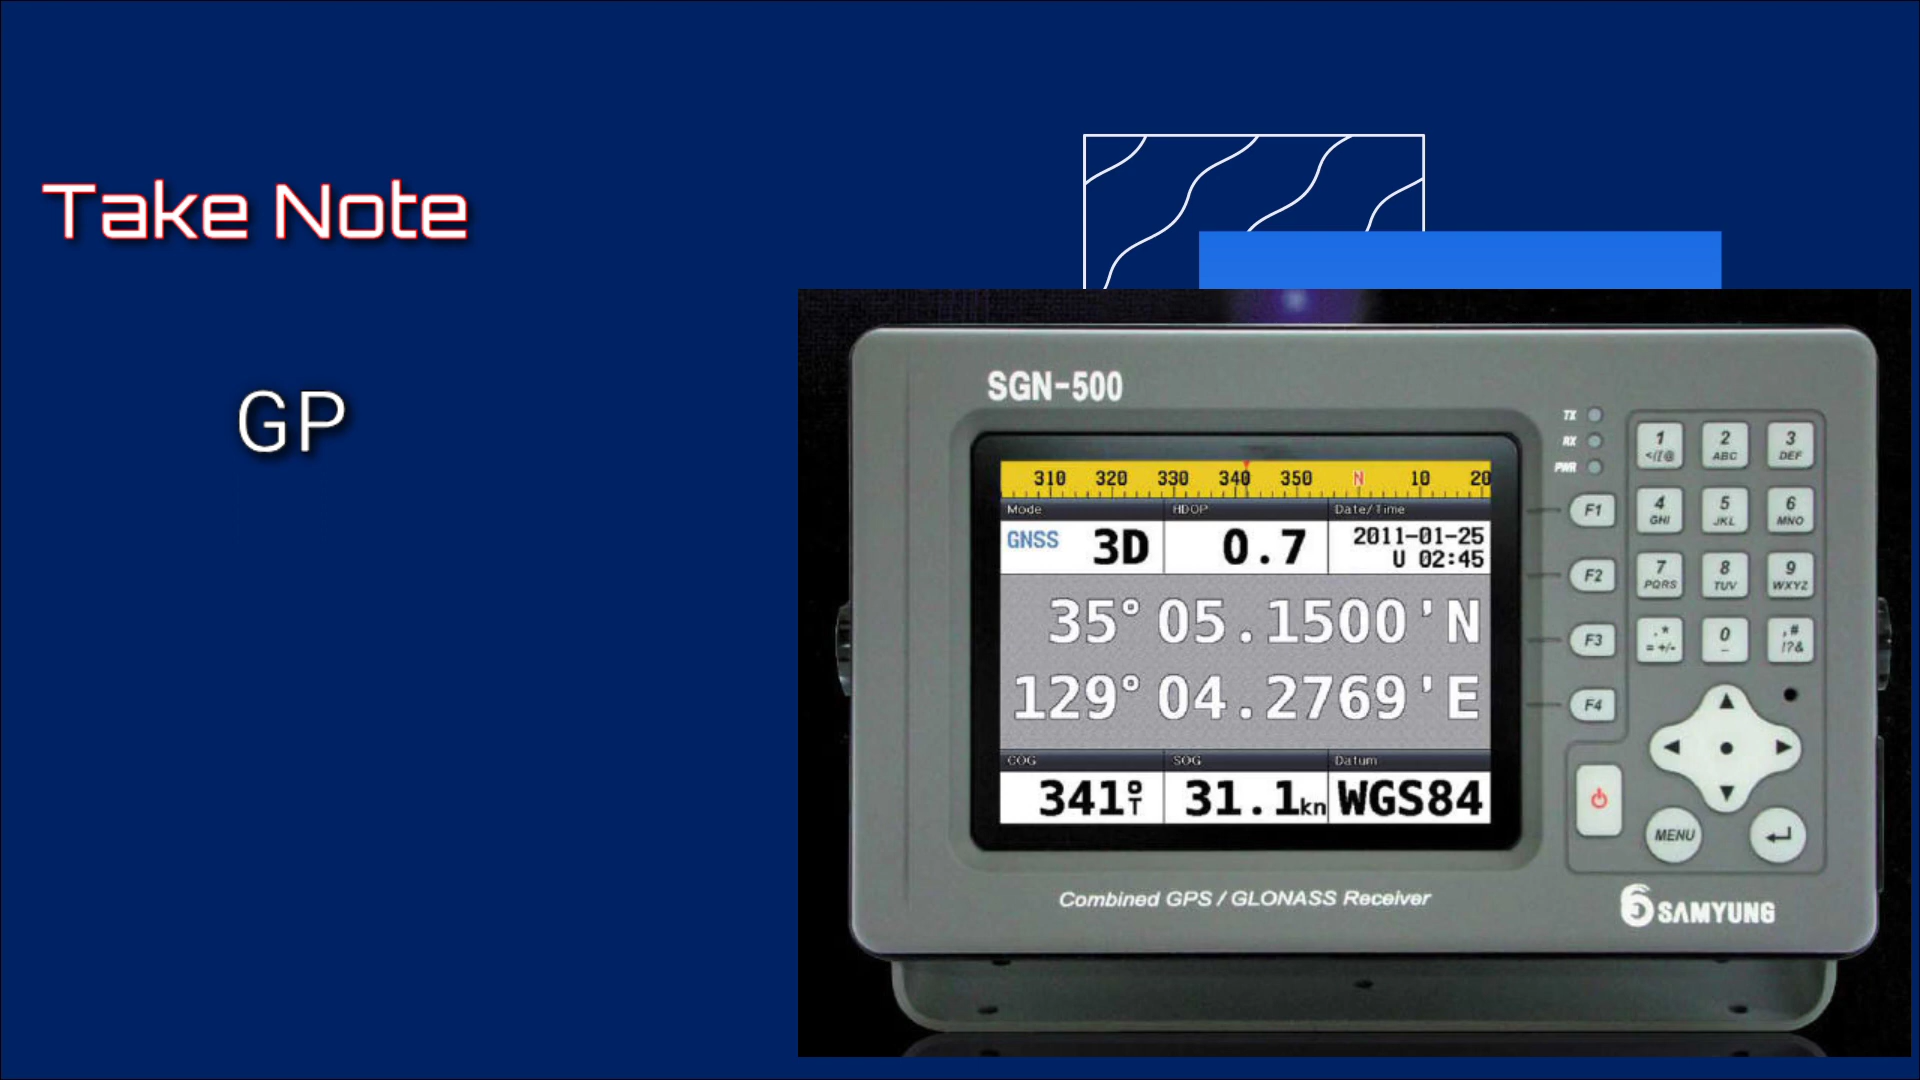 Take Note
GP
SGN-500
TX
RX
PWR
310 320 330 340 350 N 10 20
Mode HDOP Date/Time
GNSS 3D 0.7 2011-01-25
U 02:45
35° 05.1500'N
129° 04.2769'E
COG SOG Datum
341°T 31.1kn WGS84
F1
F2
F3
F4
1 2 3
<([@ ABC DEF
4 5 6
GHI JKL MNO
7 8 9
PQRS TUV WXYZ
.* 0 ,#
= +/- _ !?&
MENU
Combined GPS / GLONASS Receiver
SAMYUNG